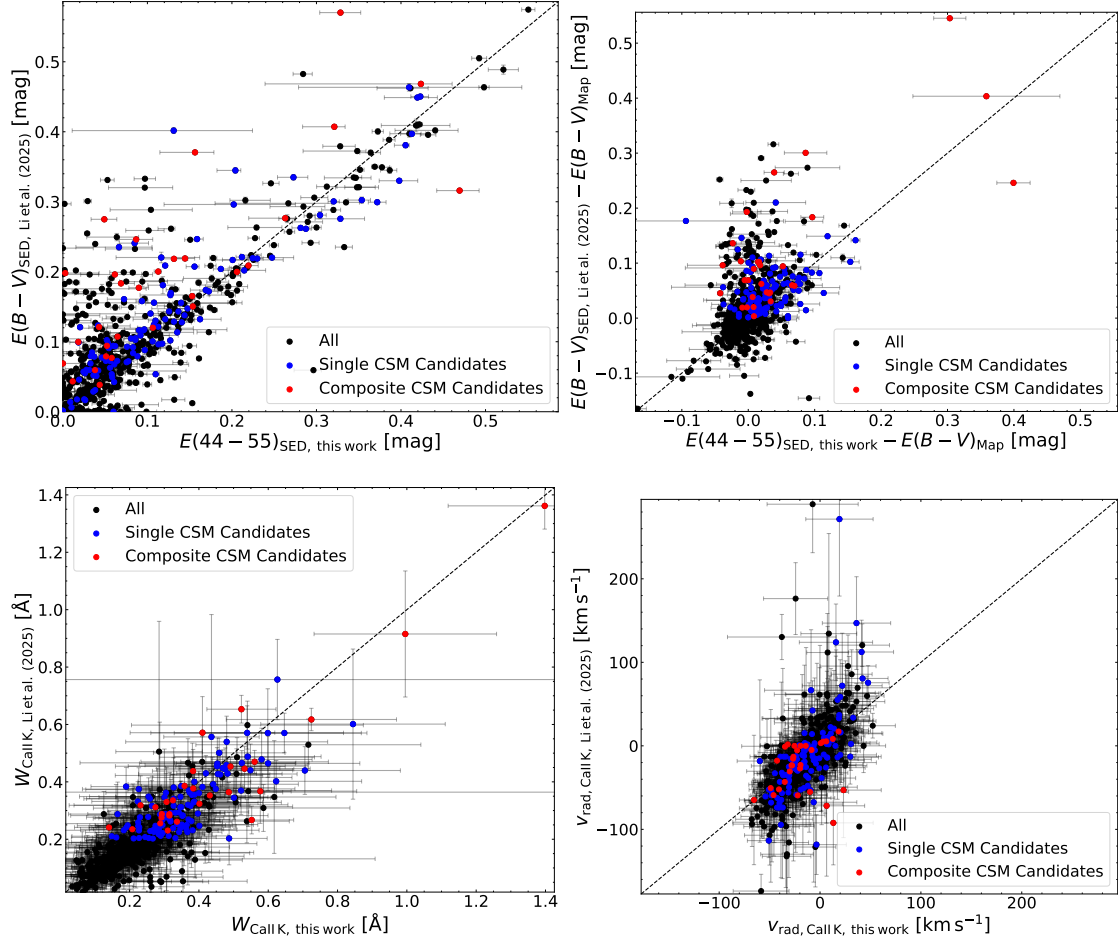 E(B − V)SED, Li et al. (2025) [mag]
0.5
0.4
0.3
0.2
0.1
0.0
All
Single CSM Candidates
Composite CSM Candidates
0.0 0.1 0.2 0.3 0.4 0.5
E(44 − 55)SED, this work [mag]
E(B − V)SED, Li et al. (2025) − E(B − V)Map [mag]
0.5
0.4
0.3
0.2
0.1
0.0
−0.1
All
Single CSM Candidates
Composite CSM Candidates
−0.1 0.0 0.1 0.2 0.3 0.4 0.5
E(44 − 55)SED, this work − E(B − V)Map [mag]
WCaII K, Li et al. (2025) [Å]
1.4
1.2
1.0
0.8
0.6
0.4
0.2
All
Single CSM Candidates
Composite CSM Candidates
0.2 0.4 0.6 0.8 1.0 1.2 1.4
WCaII K, this work [Å]
vrad, CaII K, Li et al. (2025) [km s−1]
200
100
0
−100
All
Single CSM Candidates
Composite CSM Candidates
−100 0 100 200
vrad, CaII K, this work [km s−1]